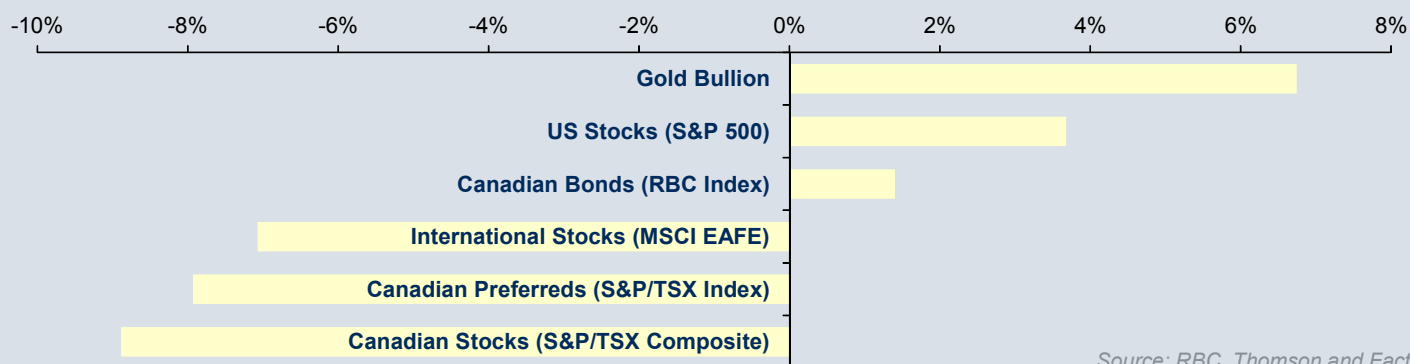 -10% -8% -6% -4% -2% 0% 2% 4% 6% 8%
Gold Bullion
US Stocks (S&P 500)
Canadian Bonds (RBC Index)
International Stocks (MSCI EAFE)
Canadian Preferreds (S&P/TSX Index)
Canadian Stocks (S&P/TSX Composite)
Source: RBC, Thomson and